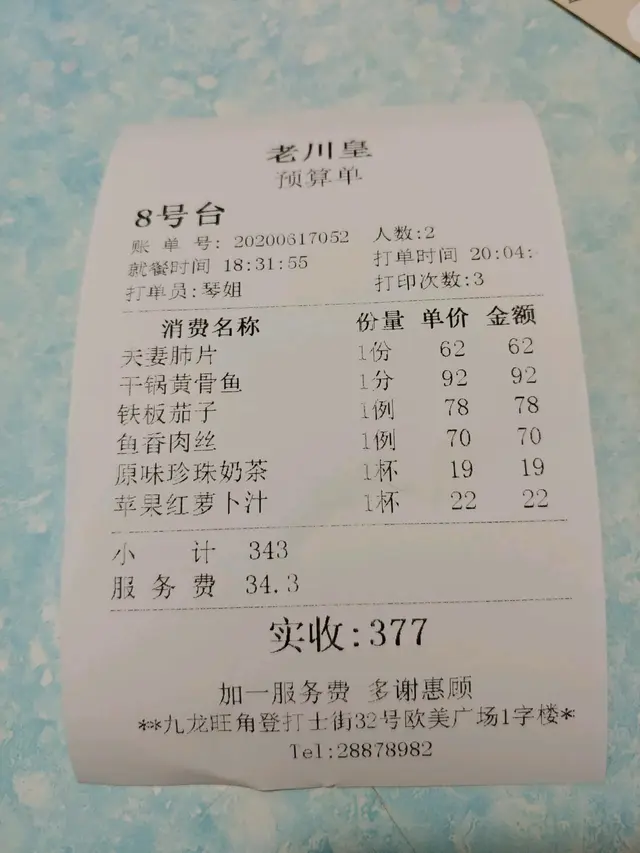 老川皇
预算单
8号台
账 单 号: 20200617052 人数:2
就餐时间 18:31:55 打单时间 20:04:
打单员:琴姐 打印次数:3
消费名称 份量 单价 金额
夫妻肺片 1份 62 62
干锅黄骨鱼 1分 92 92
铁板茄子 1例 78 78
鱼香肉丝 1例 70 70
原味珍珠奶茶 1杯 19 19
苹果红萝卜汁 1杯 22 22
小 计 343
服 务 费 34.3
实收:377
加一服务费 多谢惠顾
**九龙旺角登打士街32号欧美广场1字楼*
Tel:28878982